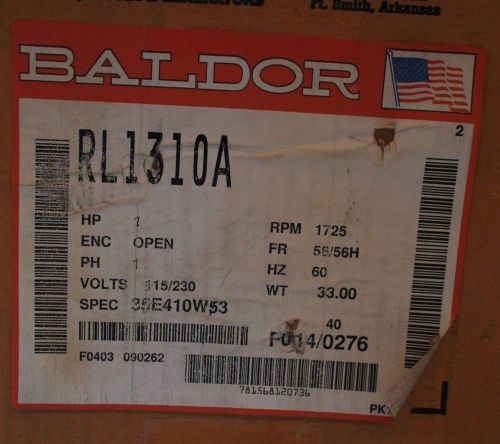 Ft. Smith, Arkansas
BALDOR
2
RL1310A
HP 1
ENC OPEN
PH 1
VOLTS 115/230
SPEC 35E410W53
RPM 1725
FR 56/56H
HZ 60
WT 33.00
40
F014/0276
F0403 090262
781568120736
PK